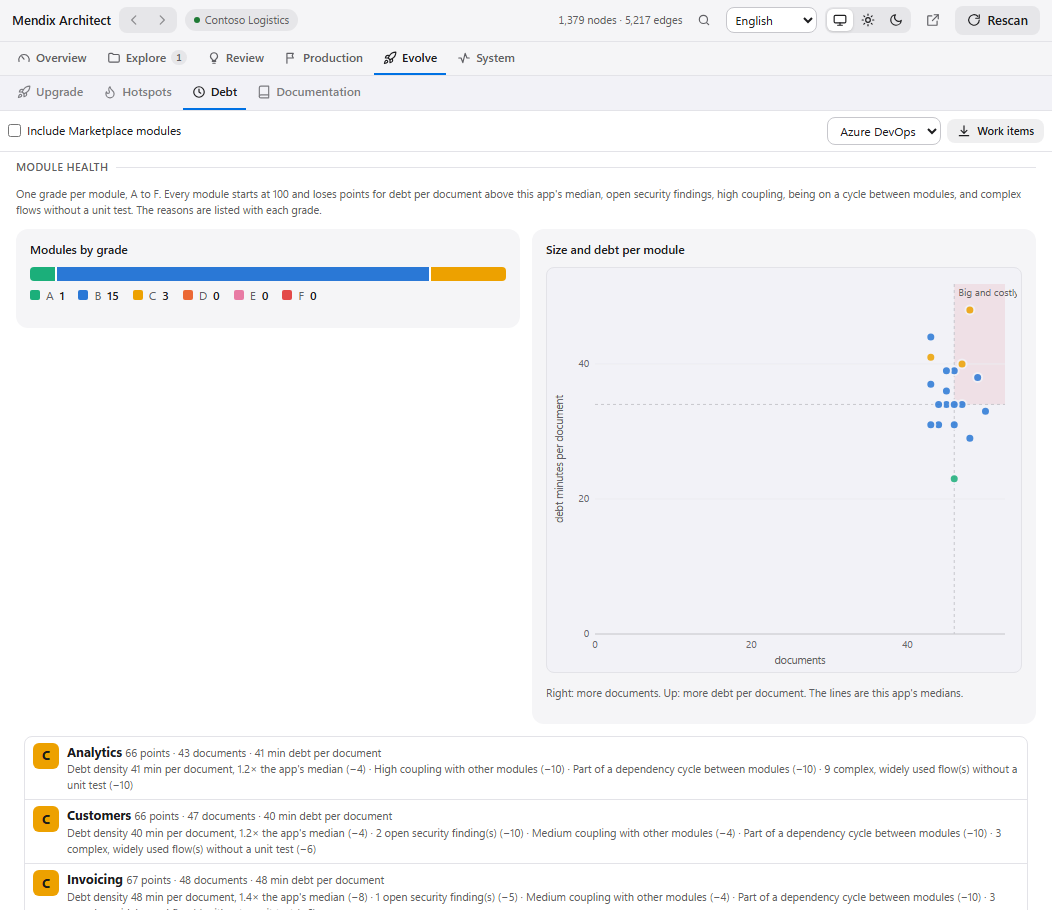 Mendix Architect
Contoso Logistics
1,379 nodes · 5,217 edges
English
Rescan
Overview
Explore 1
Review
Production
Evolve
System
Upgrade
Hotspots
Debt
Documentation
Include Marketplace modules
Azure DevOps
Work items
MODULE HEALTH
One grade per module, A to F. Every module starts at 100 and loses points for debt per document above this app's median, open security findings, high coupling, being on a cycle between modules, and complex
flows without a unit test. The reasons are listed with each grade.
Modules by grade
A 1 B 15 C 3 D 0 E 0 F 0
Size and debt per module
Big and costly
40
debt minutes per document
20
0
0 20 40
documents
Right: more documents. Up: more debt per document. The lines are this app's medians.
C
Analytics 66 points · 43 documents · 41 min debt per document
Debt density 41 min per document, 1.2× the app's median (−4) · High coupling with other modules (−10) · Part of a dependency cycle between modules (−10) · 9 complex, widely used flow(s) without a
unit test (−10)
C
Customers 66 points · 47 documents · 40 min debt per document
Debt density 40 min per document, 1.2× the app's median (−4) · 2 open security finding(s) (−10) · Medium coupling with other modules (−4) · Part of a dependency cycle between modules (−10) · 3
complex, widely used flow(s) without a unit test (−6)
C
Invoicing 67 points · 48 documents · 48 min debt per document
Debt density 48 min per document, 1.4× the app's median (−8) · 1 open security finding(s) (−5) · Medium coupling with other modules (−4) · Part of a dependency cycle between modules (−10) · 3